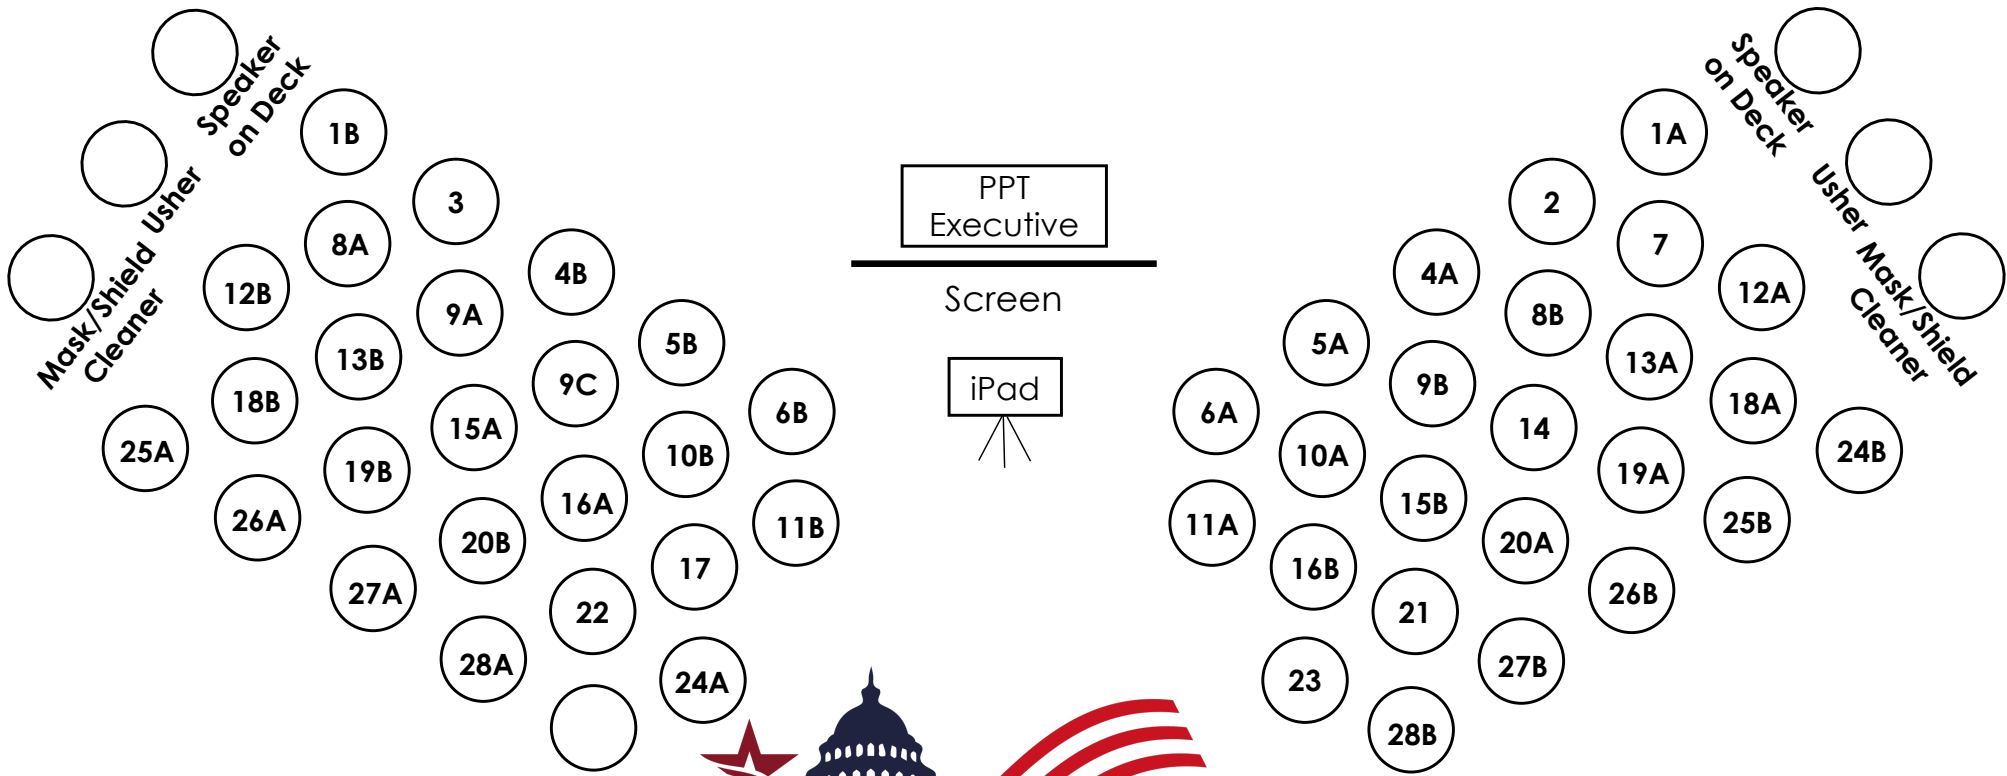 Speaker
on Deck
Usher
Mask/Shield
Cleaner
1B
3
8A
4B
12B
9A
5B
13B
9C
6B
18B
15A
10B
25A
19B
16A
11B
26A
20B
17
27A
22
28A
24A
PPT
Executive
Screen
iPad
Speaker
on Deck
Usher
Mask/Shield
Cleaner
1A
2
7
4A
12A
8B
5A
13A
9B
6A
18A
14
10A
24B
19A
15B
11A
25B
20A
16B
26B
21
27B
23
28B